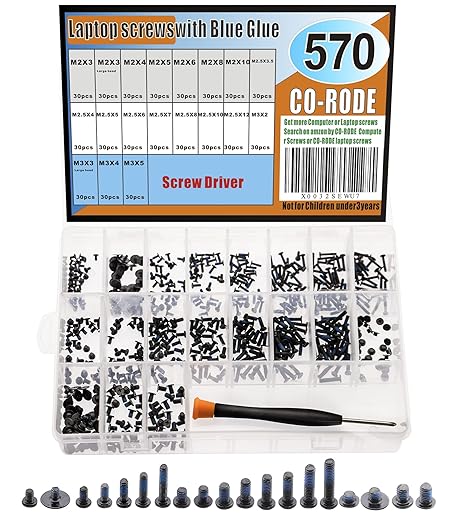 Laptop screws with Blue Glue
570
CO-RODE
Get more Computer or Laptop screws
Search on amzon by CO-RODE Compute
r Screws or CO-RODE laptop screws
X0032SEWU7
Not for Children under3years
M2X3 M2X3 M2X4 M2X5 M2X6 M2X8 M2X10 M2.5X3.5
Large head
30pcs 30pcs 30pcs 30pcs 30pcs 30pcs 30pcs 30pcs
M2.5X4 M2.5X5 M2.5X6 M2.5X7 M2.5X8 M2.5X10 M2.5X12 M3X2
30pcs 30pcs 30pcs 30pcs 30pcs 30pcs 30pcs 30pcs
M3X3 M3X4 M3X5
Large head
30pcs 30pcs 30pcs
Screw Driver